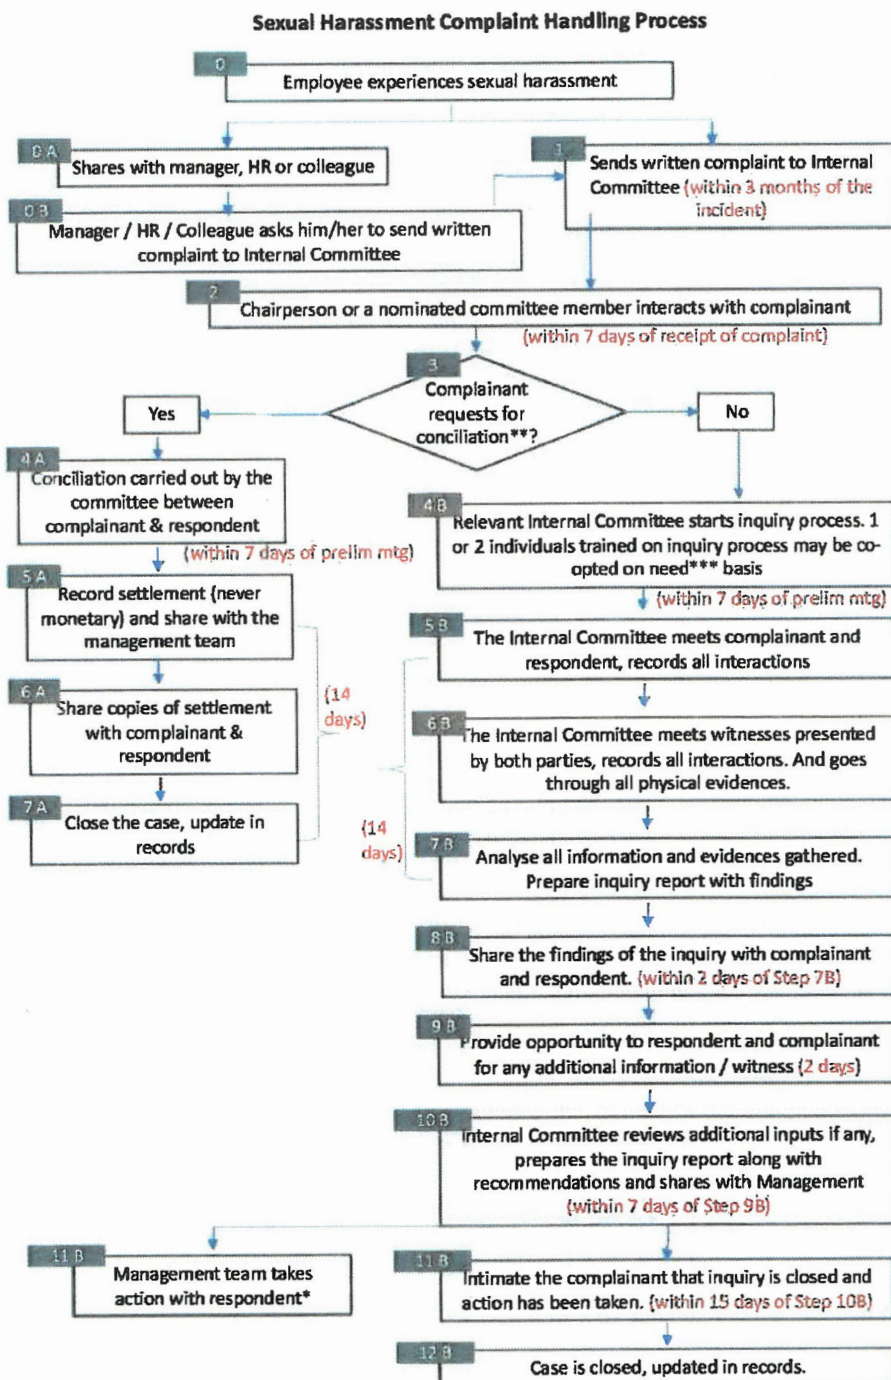 Sexual Harassment Complaint Handling Process
0
Employee experiences sexual harassment
0 A
Shares with manager, HR or colleague
1
Sends written complaint to Internal
Committee (within 3 months of the
incident)
0 B
Manager / HR / Colleague asks him/her to send written
complaint to Internal Committee
2
Chairperson or a nominated committee member interacts with complainant
(within 7 days of receipt of complaint)
3
Complainant
requests for
conciliation**?
Yes
No
4 A
Conciliation carried out by the
committee between
complainant & respondent
(within 7 days of prelim mtg)
5 A
Record settlement (never
monetary) and share with the
management team
6 A
Share copies of settlement
with complainant &
respondent
7 A
Close the case, update in
records
(14
days)
4 B
Relevant Internal Committee starts inquiry process. 1
or 2 individuals trained on inquiry process may be co-
opted on need*** basis
(within 7 days of prelim mtg)
5 B
The Internal Committee meets complainant and
respondent, records all interactions
6 B
The Internal Committee meets witnesses presented
by both parties, records all interactions. And goes
through all physical evidences.
(14
days)
7 B
Analyse all information and evidences gathered.
Prepare inquiry report with findings
8 B
Share the findings of the inquiry with complainant
and respondent. (within 2 days of Step 7B)
9 B
Provide opportunity to respondent and complainant
for any additional information / witness (2 days)
10 B
Internal Committee reviews additional inputs if any,
prepares the inquiry report along with
recommendations and shares with Management
(within 7 days of Step 9B)
11 B
Management team takes
action with respondent*
11 B
Intimate the complainant that inquiry is closed and
action has been taken. (within 15 days of Step 10B)
12 B
Case is closed, updated in records.